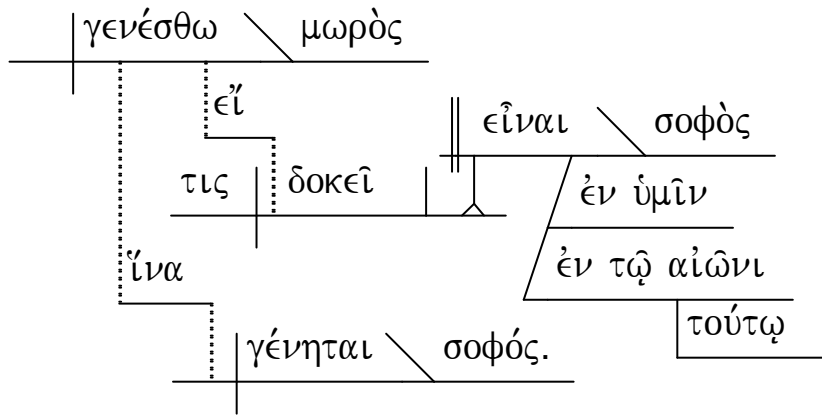 γενέσθω μωρὸς
εἴ
εἶναι σοφὸς
τις δοκεῖ
ἐν ὑμῖν
ἐν τῷ αἰῶνι
ἵνα
τούτῳ
γένηται σοφός.